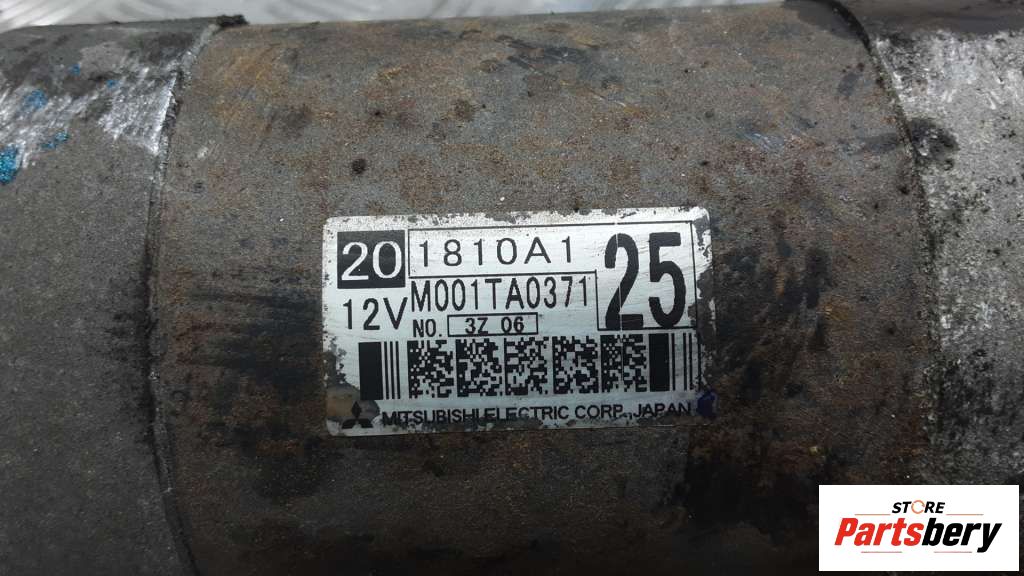 20 1810A1 25
12V M001TA0371
NO. 3Z 06
MITSUBISHI ELECTRIC CORP., JAPAN
STORE
Partsbery